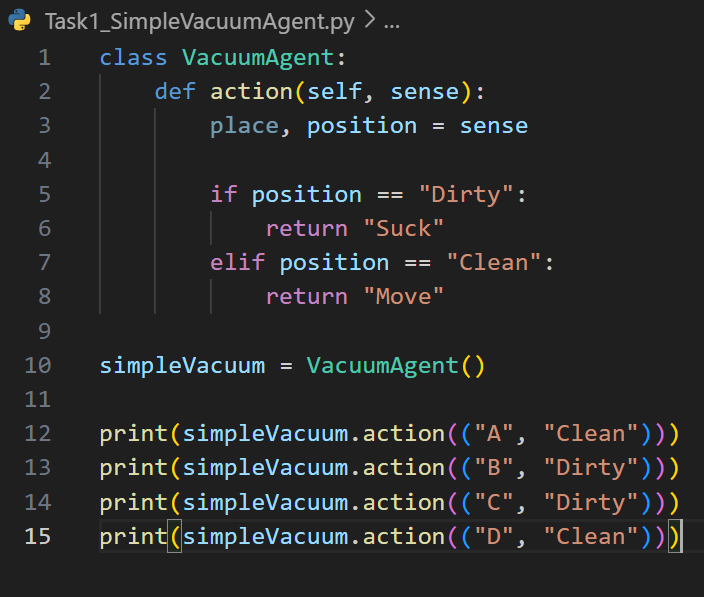 Task1_SimpleVacuumAgent.py > ...
1 class VacuumAgent:
2     def action(self, sense):
3         place, position = sense
4
5         if position == "Dirty":
6             return "Suck"
7         elif position == "Clean":
8             return "Move"
9
10 simpleVacuum = VacuumAgent()
11
12 print(simpleVacuum.action(("A", "Clean")))
13 print(simpleVacuum.action(("B", "Dirty")))
14 print(simpleVacuum.action(("C", "Dirty")))
15 print(simpleVacuum.action(("D", "Clean")))